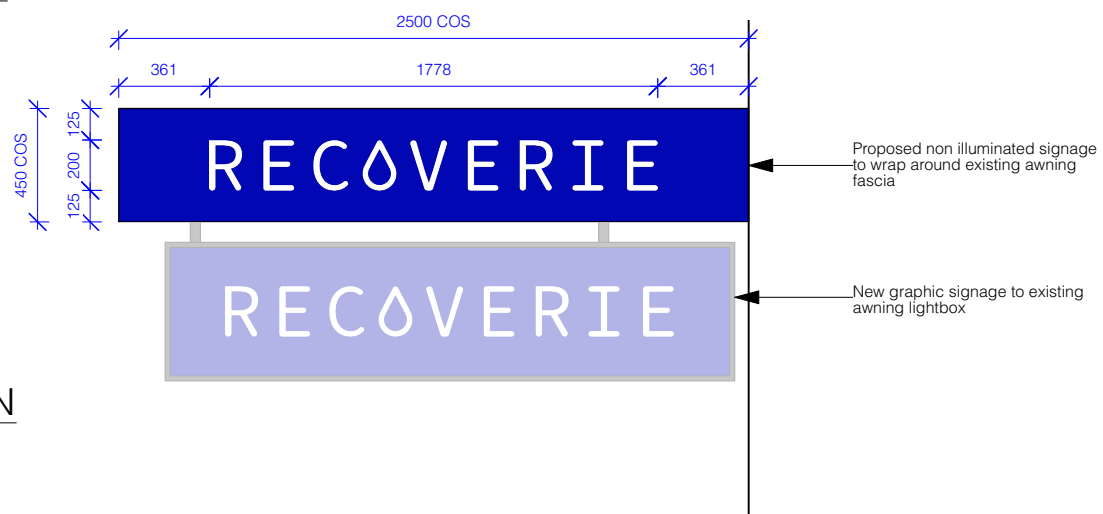 2500 COS
361 1778 361
450 COS
125
200
125
RECOVERIE
Proposed non illuminated signage
to wrap around existing awning
fascia
RECOVERIE
New graphic signage to existing
awning lightbox
N